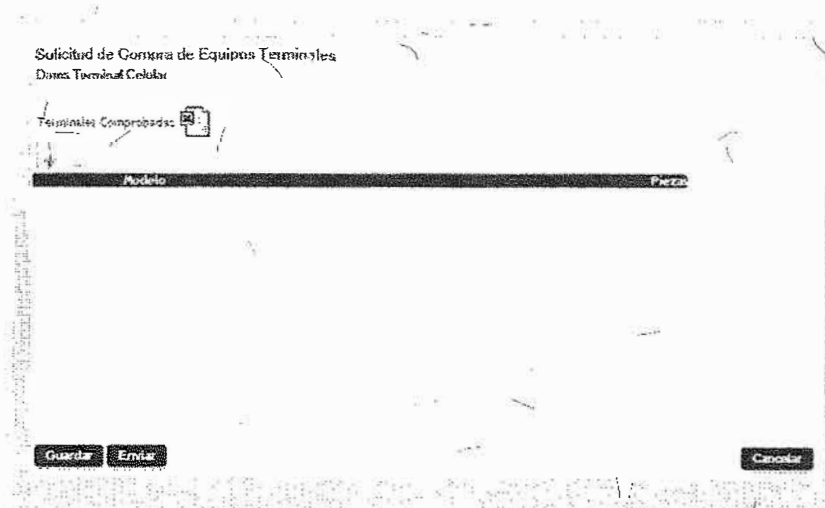 Solicitud de Compra de Equipos Terminales
Datos Terminal Celular
Terminales Comprobadas
Modelo Piezas
Guardar Enviar Cancelar